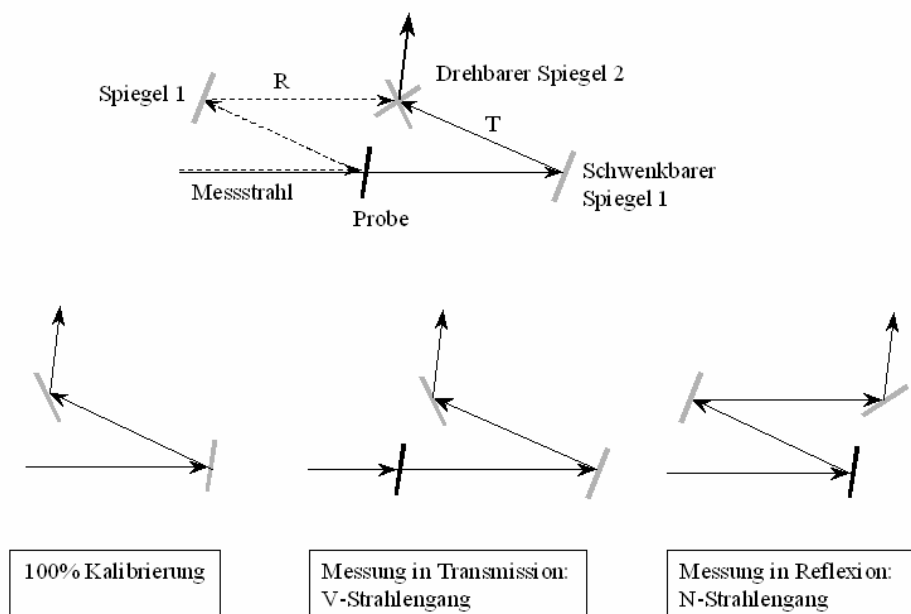 Spiegel 1
R
Drehbarer Spiegel 2
T
Messstrahl
Probe
Schwenkbarer
Spiegel 1
100% Kalibrierung
Messung in Transmission:
V-Strahlengang
Messung in Reflexion:
N-Strahlengang